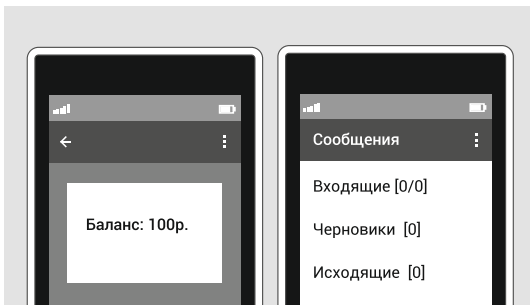 Баланс: 100р.
Сообщения
Входящие [0/0]
Черновики [0]
Исходящие [0]